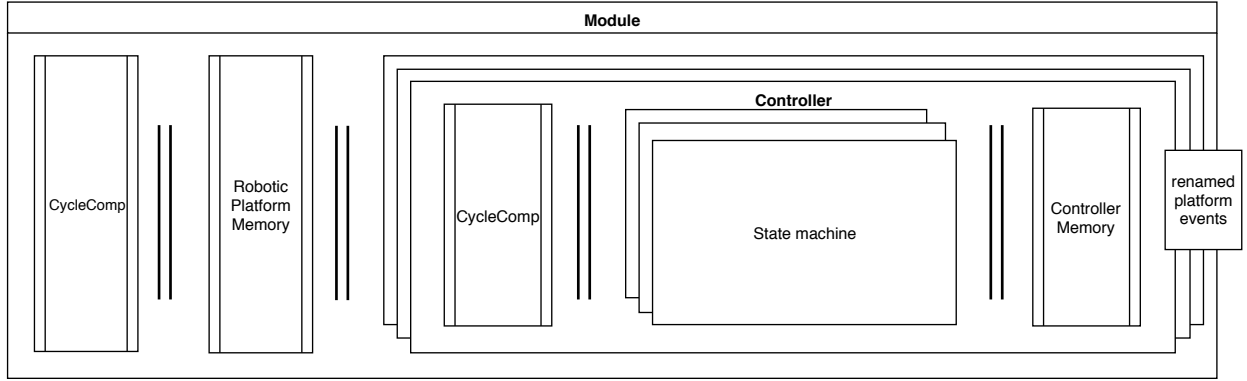 Module
CycleComp
Robotic
Platform
Memory
Controller
CycleComp
State machine
Controller
Memory
renamed
platform
events